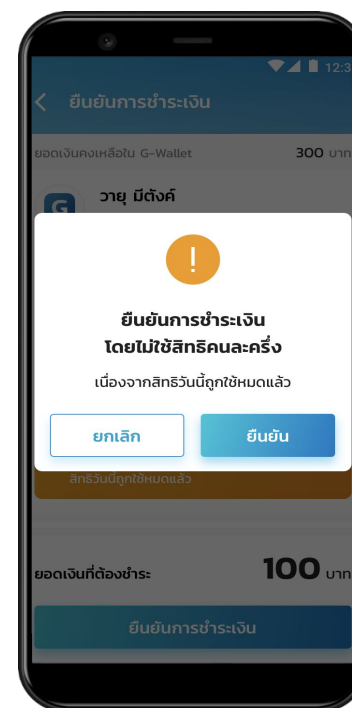 12:3
ยืนยันการชำระเงิน
ยอดเงินคงเหลือใน G-Wallet 300 บาท
G วายุ มีตังค์
!
ยืนยันการชำระเงิน
โดยไม่ใช้สิทธิคนละครึ่ง
เนื่องจากสิทธิวันนี้ถูกใช้หมดแล้ว
ยกเลิก ยืนยัน
สิทธิวันนี้ถูกใช้หมดแล้ว
ยอดเงินที่ต้องชำระ 100 บาท
ยืนยันการชำระเงิน